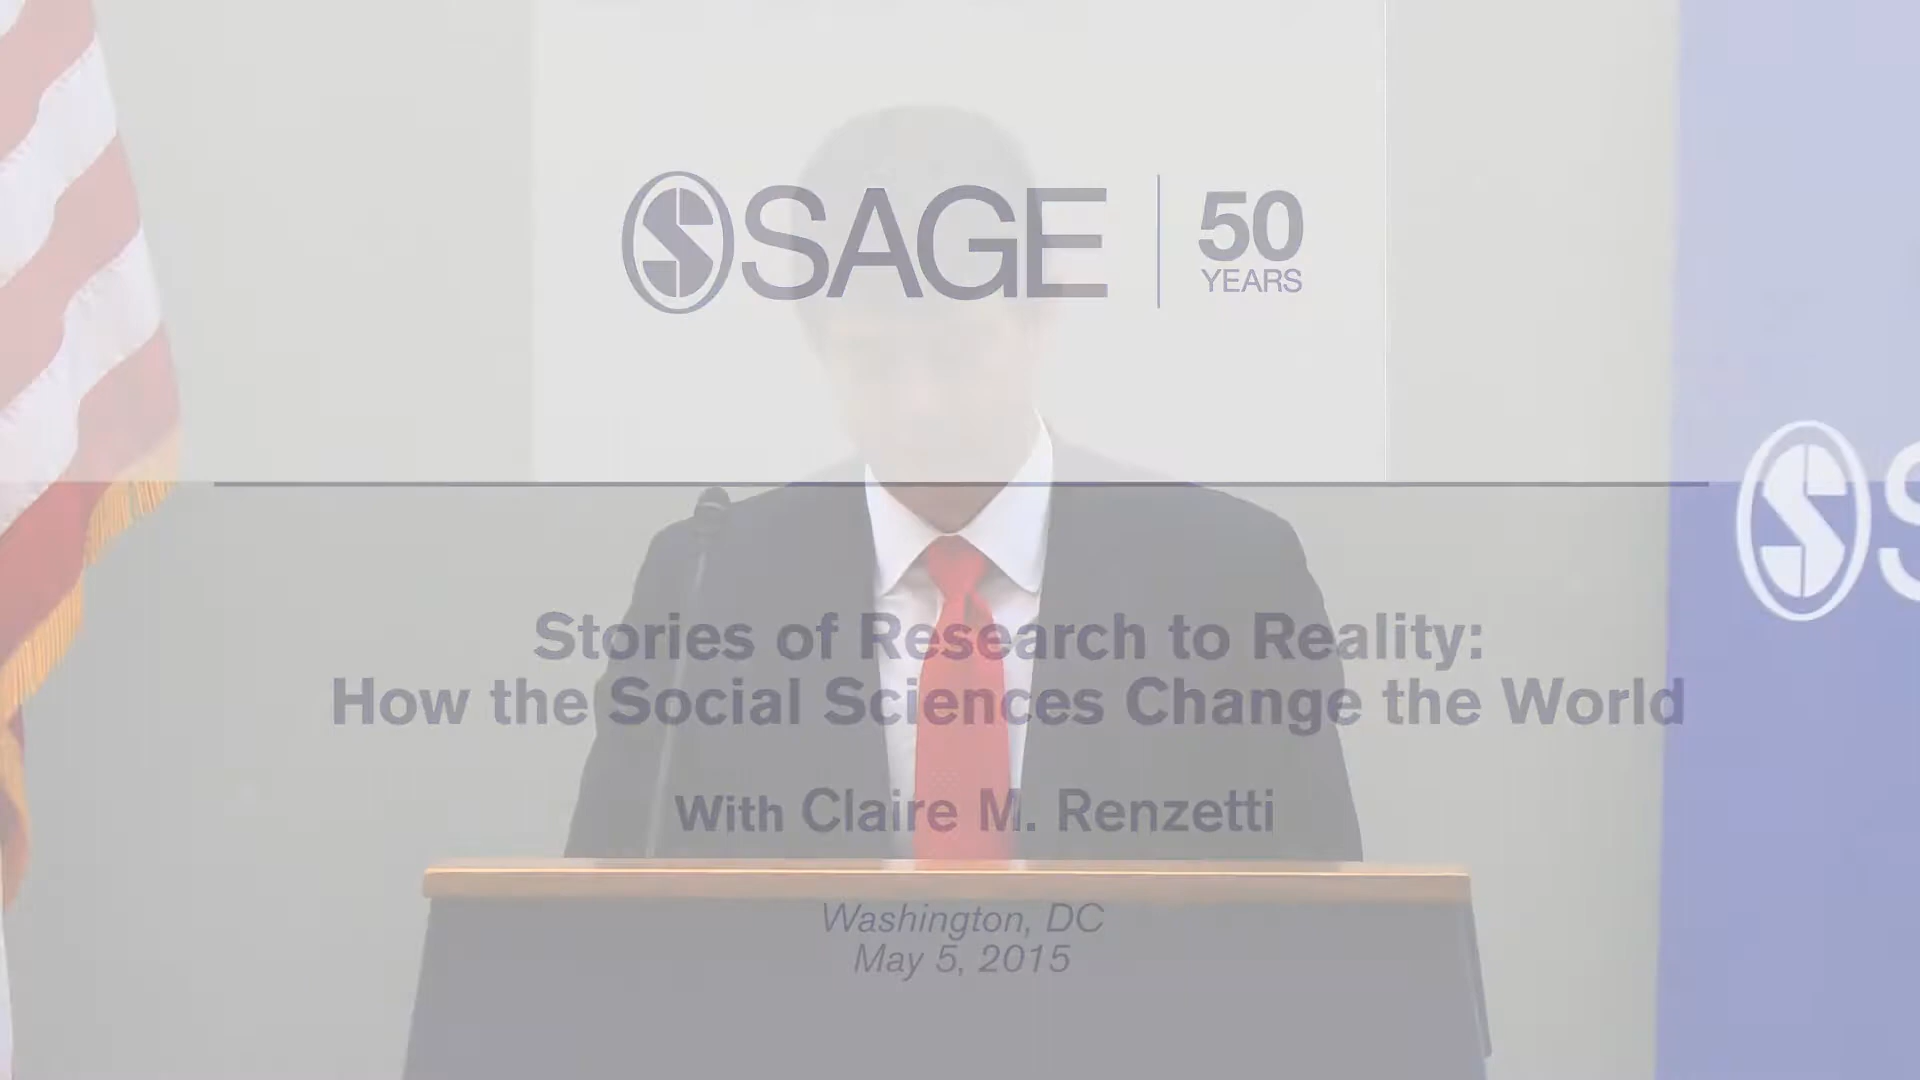 SAGE
50
YEARS
S
Stories of Research to Reality:
How the Social Sciences Change the World
With Claire M. Renzetti
Washington, DC
May 5, 2015